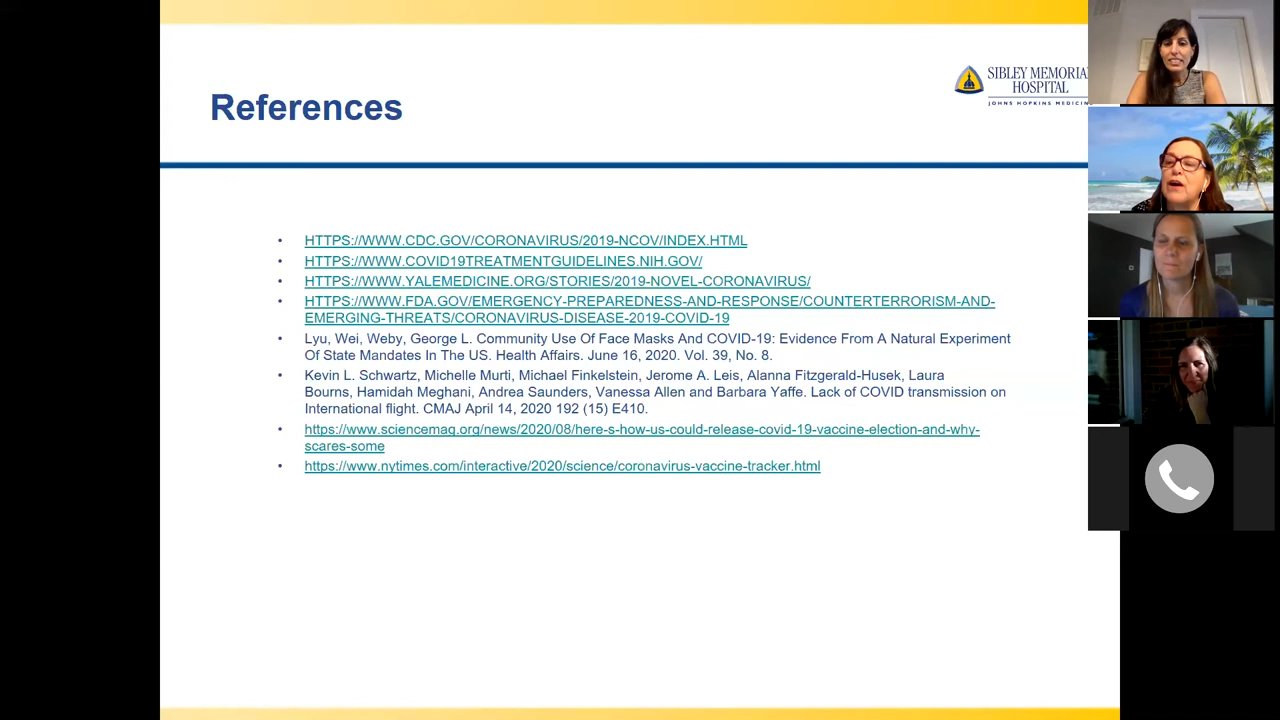 References
SIBLEY MEMORIAL
HOSPITAL
JOHNS HOPKINS MEDICINE
HTTPS://WWW.CDC.GOV/CORONAVIRUS/2019-NCOV/INDEX.HTML
HTTPS://WWW.COVID19TREATMENTGUIDELINES.NIH.GOV/
HTTPS://WWW.YALEMEDICINE.ORG/STORIES/2019-NOVEL-CORONAVIRUS/
HTTPS://WWW.FDA.GOV/EMERGENCY-PREPAREDNESS-AND-RESPONSE/COUNTERTERRORISM-AND-
EMERGING-THREATS/CORONAVIRUS-DISEASE-2019-COVID-19
Lyu, Wei, Weby, George L. Community Use Of Face Masks And COVID-19: Evidence From A Natural Experiment
Of State Mandates In The US. Health Affairs. June 16, 2020. Vol. 39, No. 8.
Kevin L. Schwartz, Michelle Murti, Michael Finkelstein, Jerome A. Leis, Alanna Fitzgerald-Husek, Laura
Bourns, Hamidah Meghani, Andrea Saunders, Vanessa Allen and Barbara Yaffe. Lack of COVID transmission on
International flight. CMAJ April 14, 2020 192 (15) E410.
https://www.sciencemag.org/news/2020/08/here-s-how-us-could-release-covid-19-vaccine-election-and-why-
scares-some
https://www.nytimes.com/interactive/2020/science/coronavirus-vaccine-tracker.html